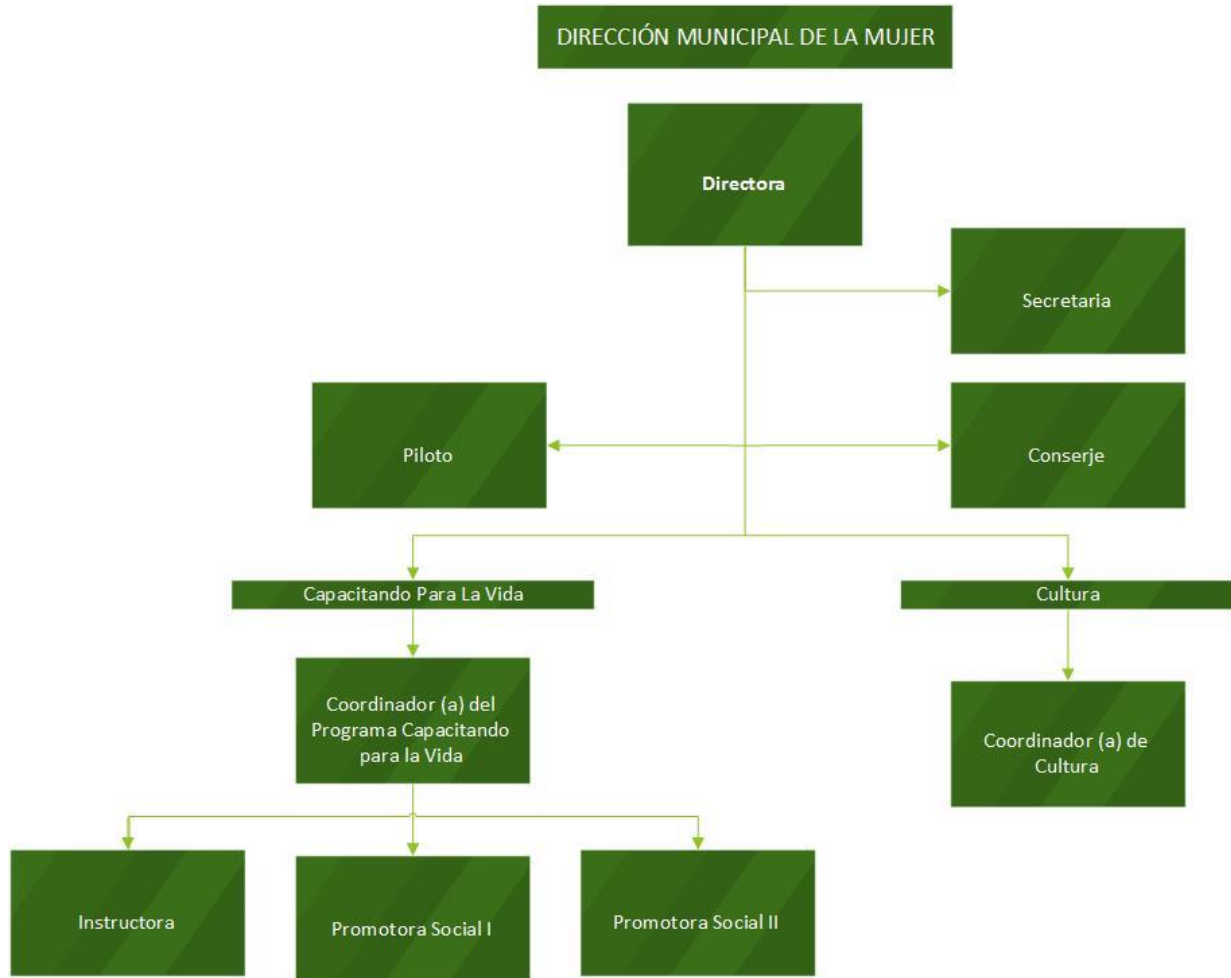 DIRECCIÓN MUNICIPAL DE LA MUJER
Directora
Secretaria
Piloto
Conserje
Capacitando Para La Vida
Cultura
Coordinador (a) del
Programa Capacitando
para la Vida
Coordinador (a) de
Cultura
Instructora
Promotora Social I
Promotora Social II